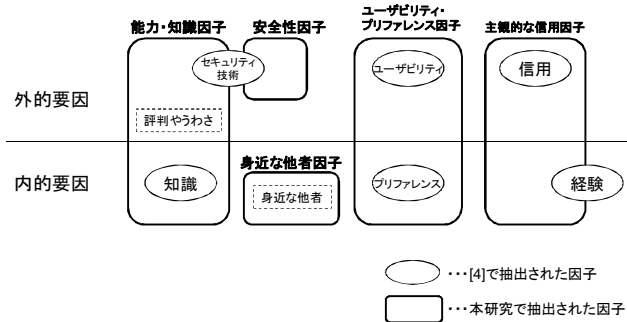 能力・知識因子
安全性因子
ユーザビリティ・
プリファレンス因子
主観的な信用因子
外的要因
セキュリティ
技術
ユーザビリティ
信用
評判やうわさ
内的要因
身近な他者因子
知識
身近な他者
プリファレンス
経験
・・・[4]で抽出された因子
・・・本研究で抽出された因子